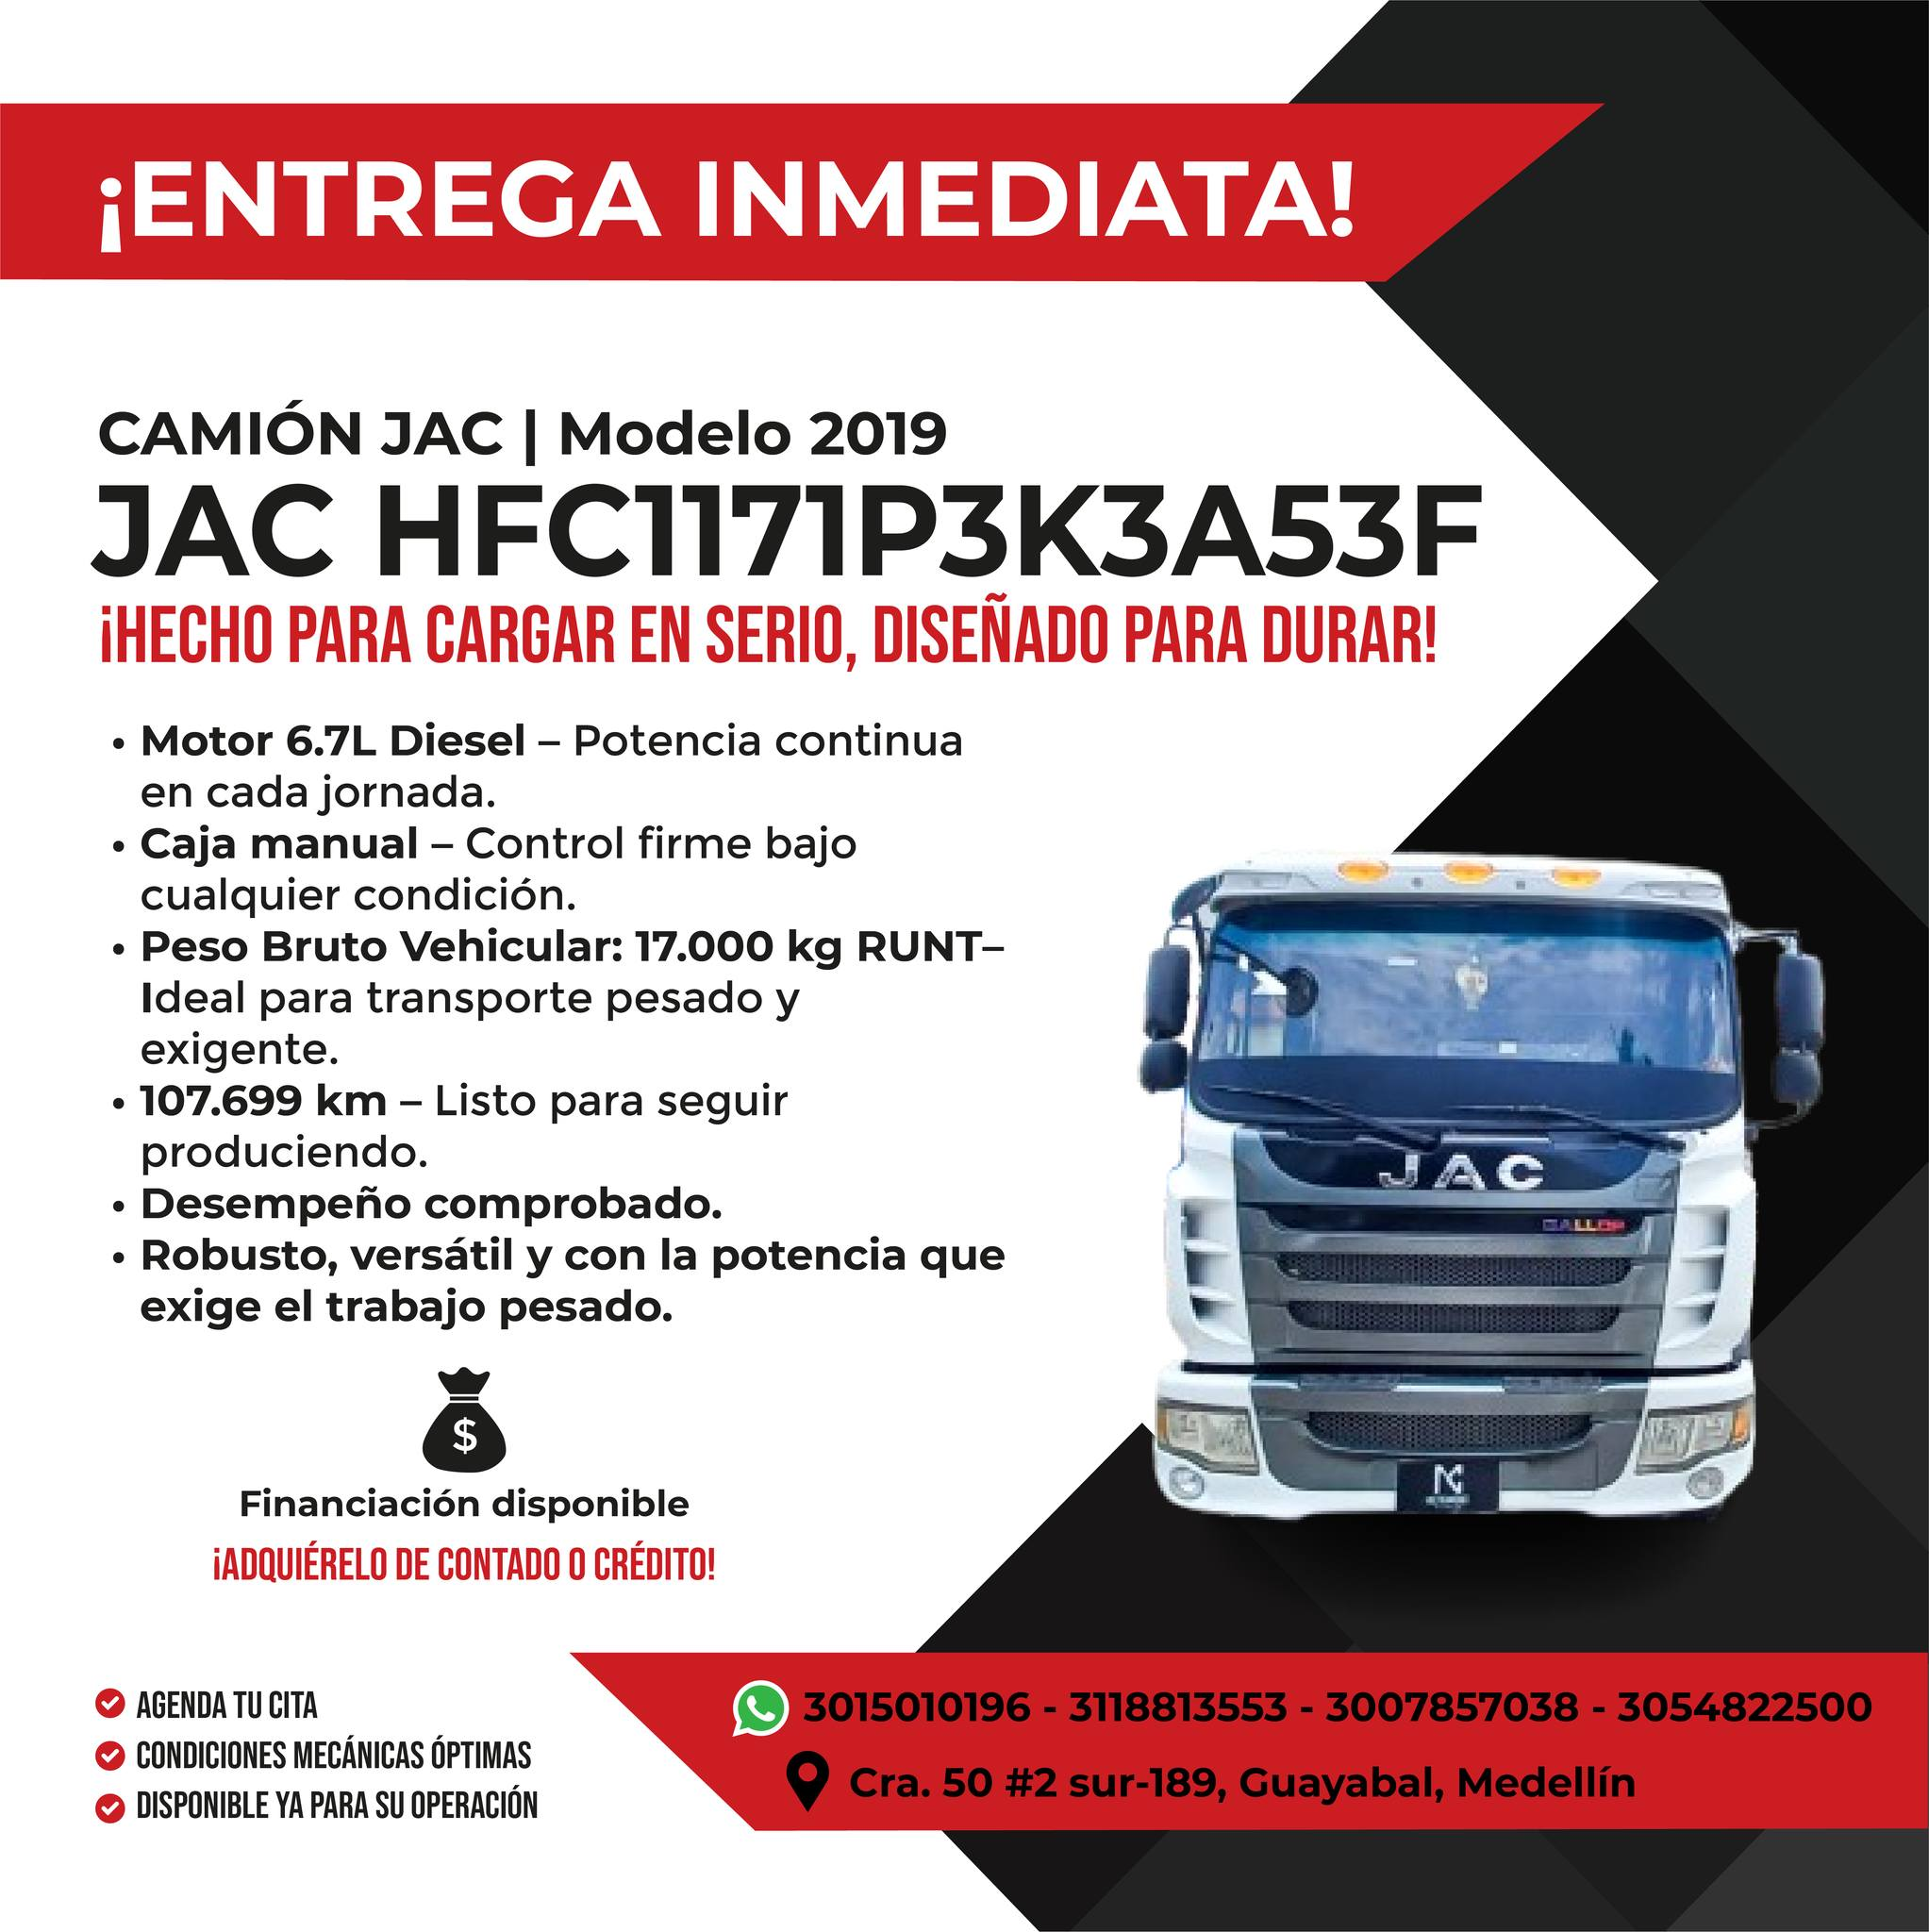 ¡ENTREGA INMEDIATA!
CAMIÓN JAC | Modelo 2019
JAC HFC1171P3K3A53F
¡HECHO PARA CARGAR EN SERIO, DISEÑADO PARA DURAR!
• Motor 6.7L Diesel – Potencia continua
en cada jornada.
• Caja manual – Control firme bajo
cualquier condición.
• Peso Bruto Vehicular: 17.000 kg RUNT–
Ideal para transporte pesado y
exigente.
• 107.699 km – Listo para seguir
produciendo.
• Desempeño comprobado.
• Robusto, versátil y con la potencia que
exige el trabajo pesado.
JAC
GALLOP
$
Financiación disponible
¡ADQUIÉRELO DE CONTADO O CRÉDITO!
AGENDA TU CITA
CONDICIONES MECÁNICAS ÓPTIMAS
DISPONIBLE YA PARA SU OPERACIÓN
3015010196 - 3118813553 - 3007857038 - 3054822500
Cra. 50 #2 sur-189, Guayabal, Medellín